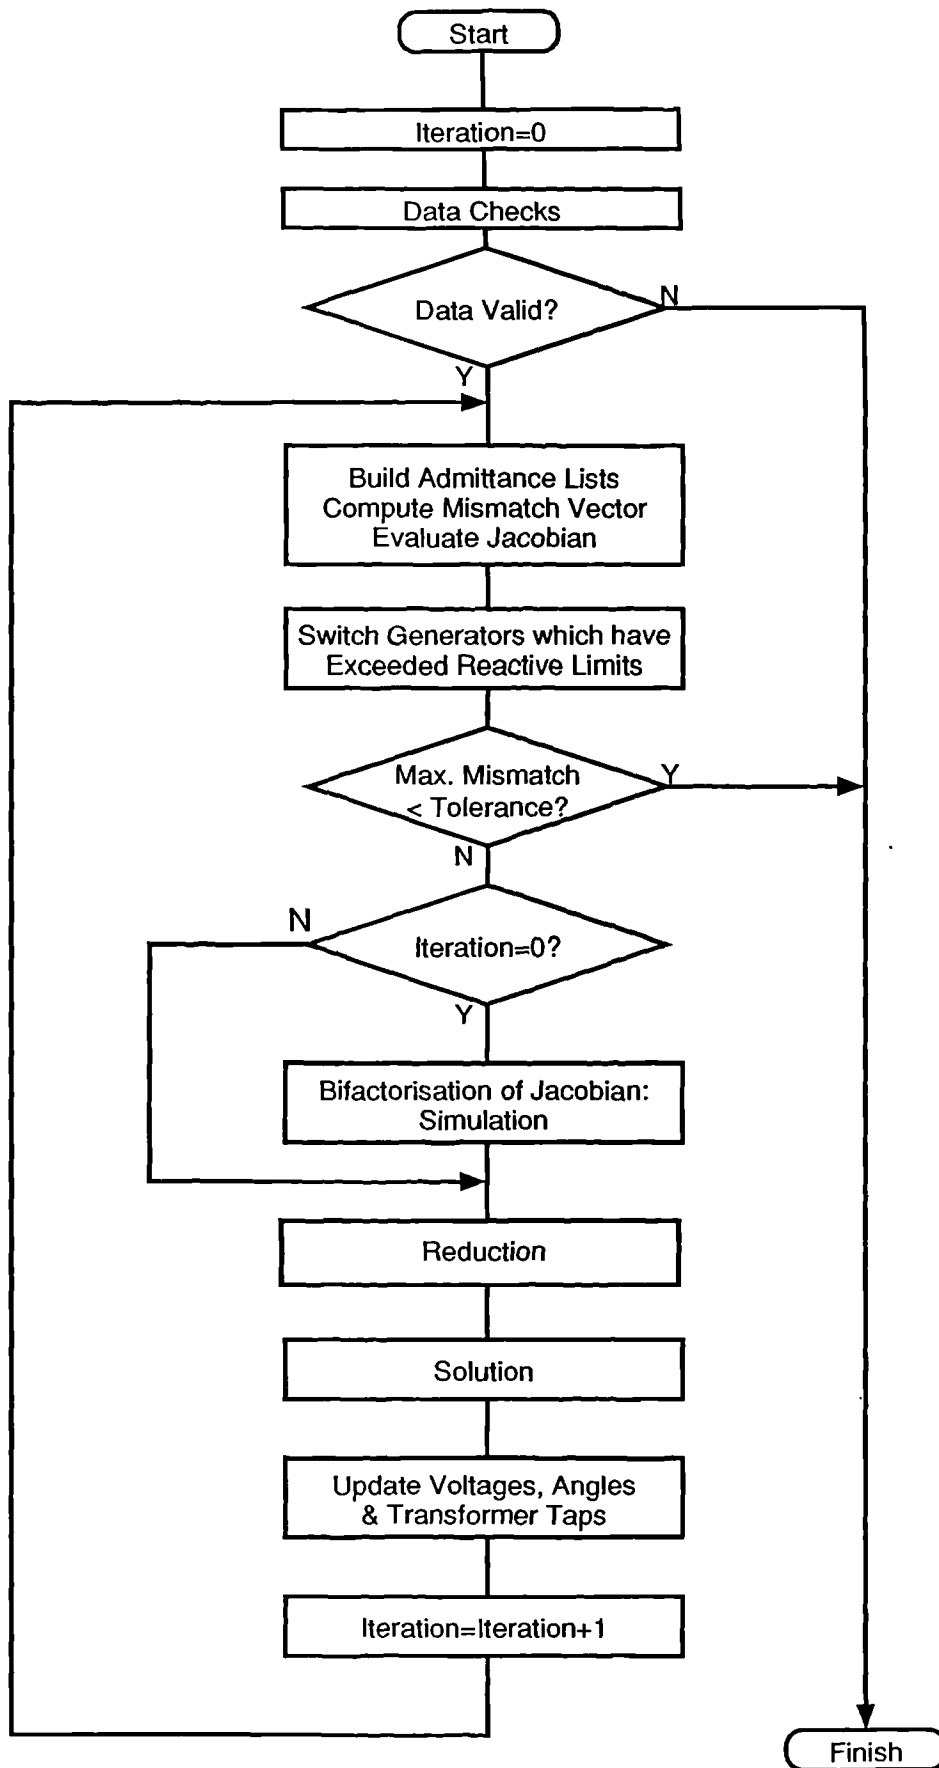 Start
Iteration=0
Data Checks
Data Valid?
N
Y
Build Admittance Lists
Compute Mismatch Vector
Evaluate Jacobian
Switch Generators which have
Exceeded Reactive Limits
Max. Mismatch
< Tolerance?
Y
N
N
Iteration=0?
Y
Bifactorisation of Jacobian:
Simulation
Reduction
Solution
Update Voltages, Angles
& Transformer Taps
Iteration=Iteration+1
Finish